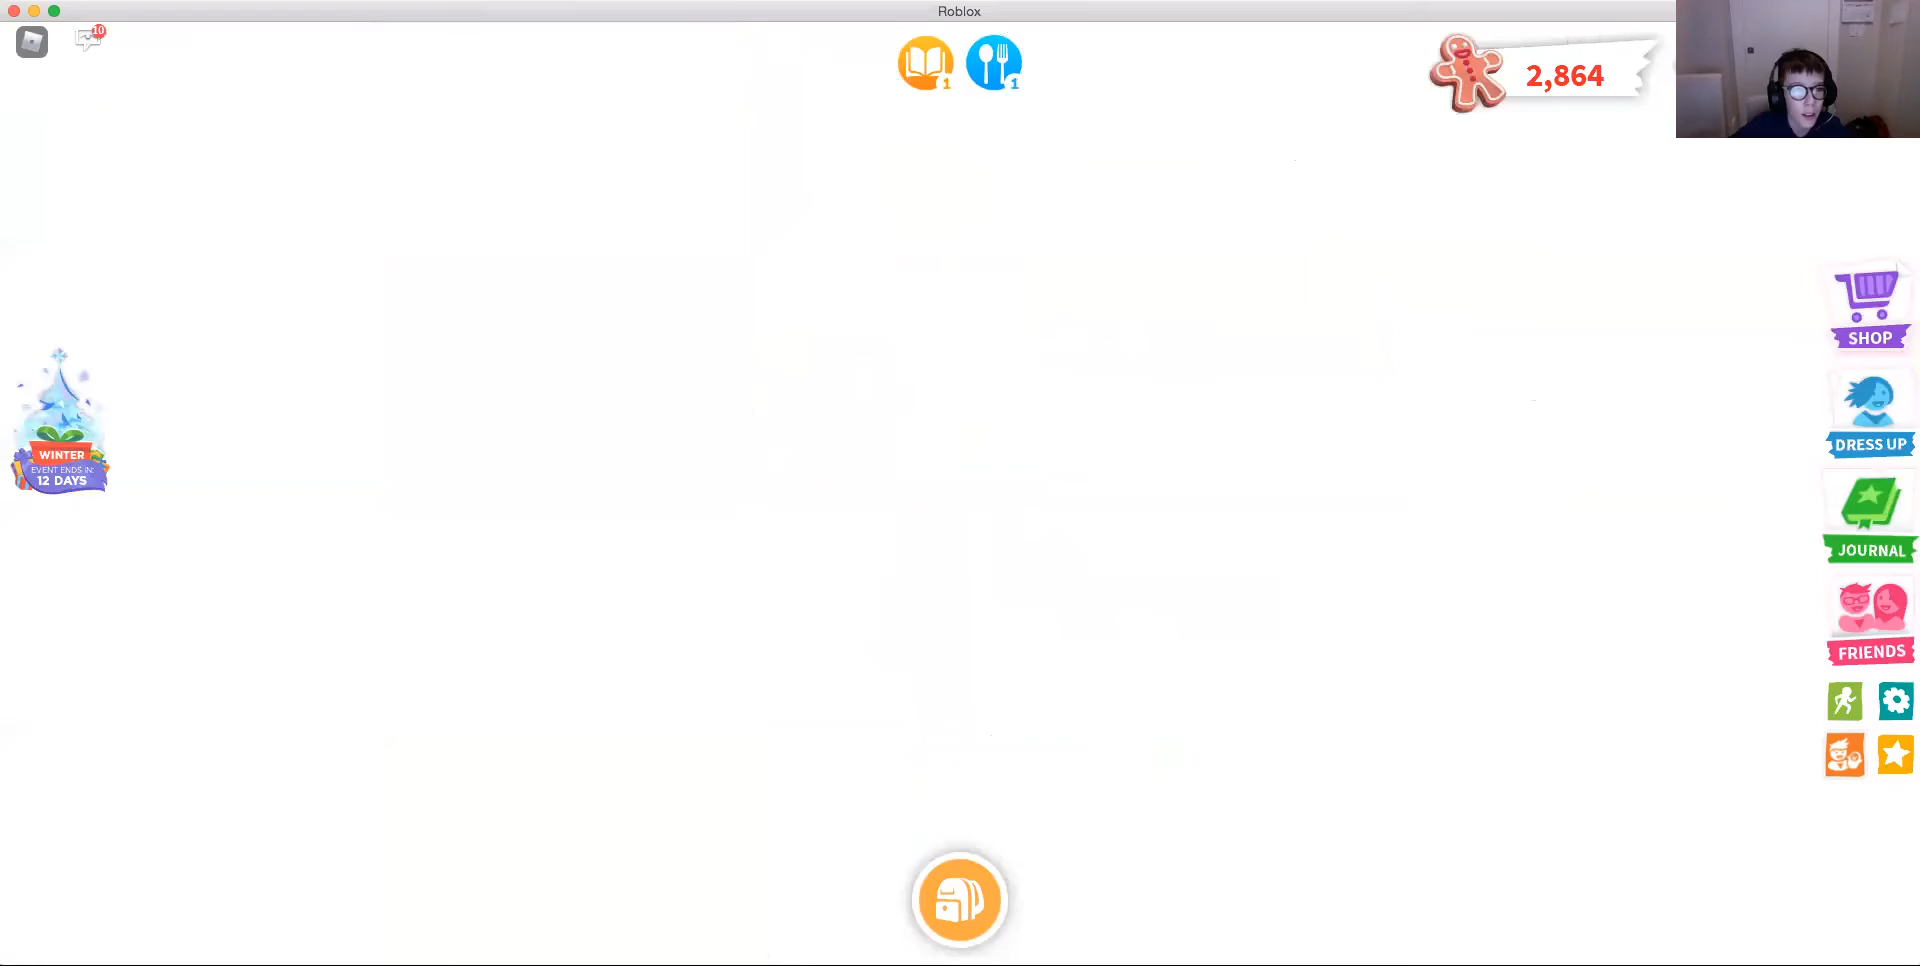 Roblox
10
1
1
2,864
SHOP
DRESS UP
JOURNAL
FRIENDS
WINTER
EVENT ENDS IN:
12 DAYS